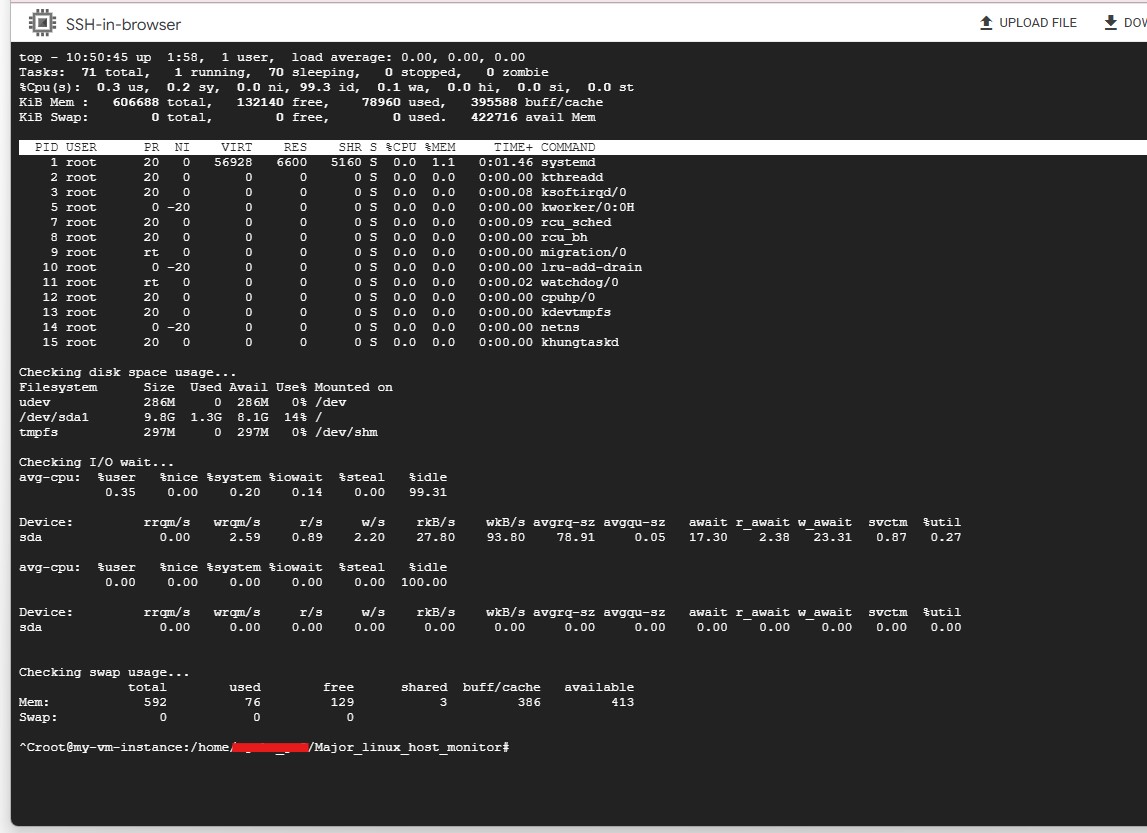 SSH-in-browser UPLOAD FILE DOW
top - 10:50:45 up 1:58, 1 user, load average: 0.00, 0.00, 0.00
Tasks: 71 total, 1 running, 70 sleeping, 0 stopped, 0 zombie
%Cpu(s): 0.3 us, 0.2 sy, 0.0 ni, 99.3 id, 0.1 wa, 0.0 hi, 0.0 si, 0.0 st
KiB Mem : 606688 total, 132140 free, 78960 used, 395588 buff/cache
KiB Swap: 0 total, 0 free, 0 used. 422716 avail Mem
PID USER PR NI VIRT RES SHR S %CPU %MEM TIME+ COMMAND
1 root 20 0 56928 6600 5160 S 0.0 1.1 0:01.46 systemd
2 root 20 0 0 0 0 S 0.0 0.0 0:00.00 kthreadd
3 root 20 0 0 0 0 S 0.0 0.0 0:00.08 ksoftirqd/0
5 root 0 -20 0 0 0 S 0.0 0.0 0:00.00 kworker/0:0H
7 root 20 0 0 0 0 S 0.0 0.0 0:00.09 rcu_sched
8 root 20 0 0 0 0 S 0.0 0.0 0:00.00 rcu_bh
9 root rt 0 0 0 0 S 0.0 0.0 0:00.00 migration/0
10 root 0 -20 0 0 0 S 0.0 0.0 0:00.00 lru-add-drain
11 root rt 0 0 0 0 S 0.0 0.0 0:00.02 watchdog/0
12 root 20 0 0 0 0 S 0.0 0.0 0:00.00 cpuhp/0
13 root 20 0 0 0 0 S 0.0 0.0 0:00.00 kdevtmpfs
14 root 0 -20 0 0 0 S 0.0 0.0 0:00.00 netns
15 root 20 0 0 0 0 S 0.0 0.0 0:00.00 khungtaskd
Checking disk space usage...
Filesystem Size Used Avail Use% Mounted on
udev 286M 0 286M 0% /dev
/dev/sda1 9.8G 1.3G 8.1G 14% /
tmpfs 297M 0 297M 0% /dev/shm
Checking I/O wait...
avg-cpu: %user %nice %system %iowait %steal %idle
0.35 0.00 0.20 0.14 0.00 99.31
Device: rrqm/s wrqm/s r/s w/s rkB/s wkB/s avgrq-sz avgqu-sz await r_await w_await svctm %util
sda 0.00 2.59 0.89 2.20 27.80 93.80 78.91 0.05 17.30 2.38 23.31 0.87 0.27
avg-cpu: %user %nice %system %iowait %steal %idle
0.00 0.00 0.00 0.00 0.00 100.00
Device: rrqm/s wrqm/s r/s w/s rkB/s wkB/s avgrq-sz avgqu-sz await r_await w_await svctm %util
sda 0.00 0.00 0.00 0.00 0.00 0.00 0.00 0.00 0.00 0.00 0.00 0.00 0.00
Checking swap usage...
total used free shared buff/cache available
Mem: 592 76 129 3 386 413
Swap: 0 0 0
^Croot@my-vm-instance:/home/ /Major_linux_host_monitor#